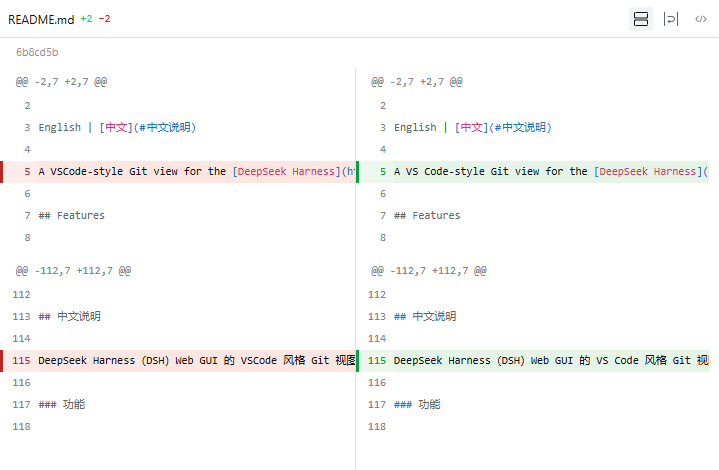 README.md +2 -2
6b8cd5b
@@ -2,7 +2,7 @@
2
3 English | [中文](#中文说明)
4
5 A VSCode-style Git view for the [DeepSeek Harness](h
6
7 ## Features
8
@@ -112,7 +112,7 @@
112
113 ## 中文说明
114
115 DeepSeek Harness (DSH) Web GUI 的 VSCode 风格 Git 视图
116
117 ### 功能
118
@@ -2,7 +2,7 @@
2
3 English | [中文](#中文说明)
4
5 A VS Code-style Git view for the [DeepSeek Harness](
6
7 ## Features
8
@@ -112,7 +112,7 @@
112
113 ## 中文说明
114
115 DeepSeek Harness (DSH) Web GUI 的 VS Code 风格 Git 视
116
117 ### 功能
118